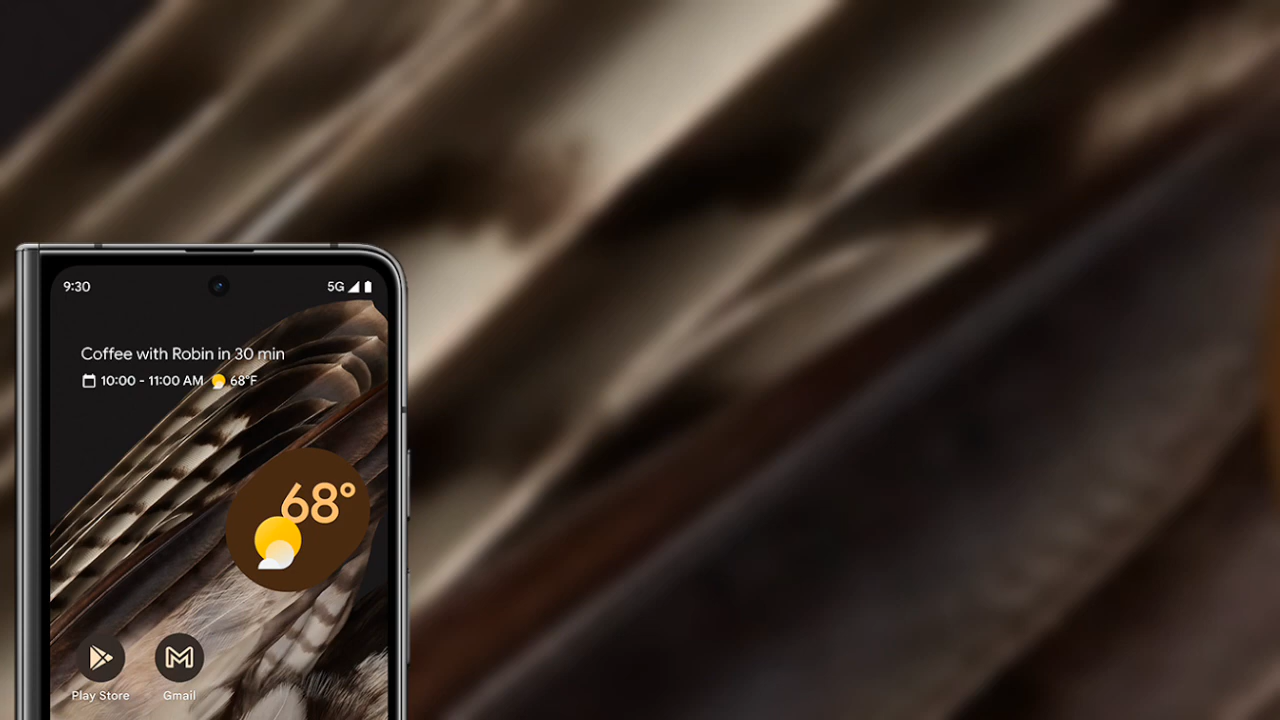 9:30 5G
Coffee with Robin in 30 min
10:00 - 11:00 AM 68°F
68°
Play Store Gmail